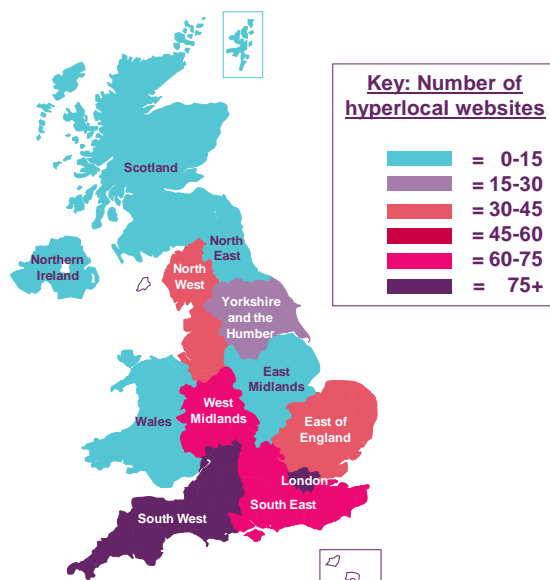 Key: Number of
hyperlocal websites
= 0-15
= 15-30
= 30-45
= 45-60
= 60-75
= 75+
Scotland
Northern
Ireland
North
East
North
West
Yorkshire
and the
Humber
East
Midlands
West
Midlands
Wales
East of
England
London
South East
South West